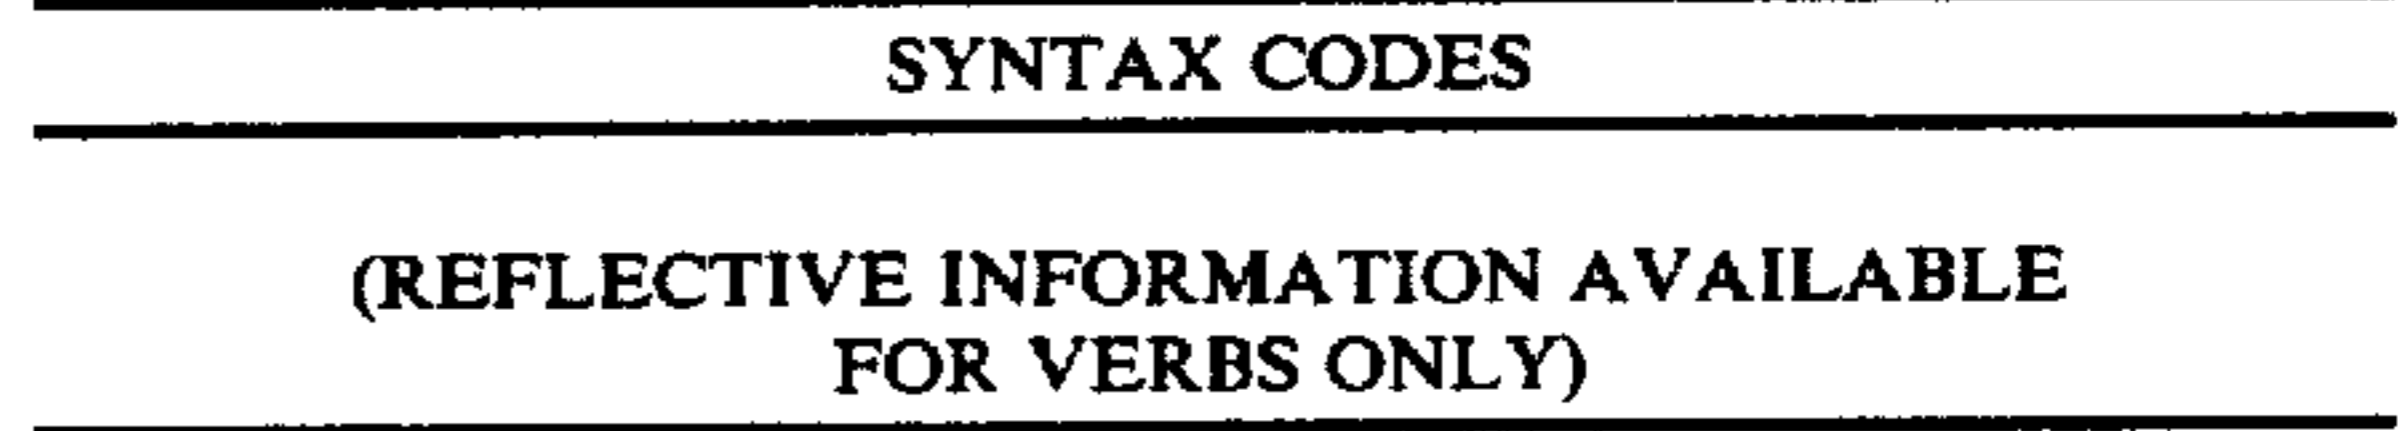 SYNTAX CODES
(REFLECTIVE INFORMATION AVAILABLE
FOR VERBS ONLY)